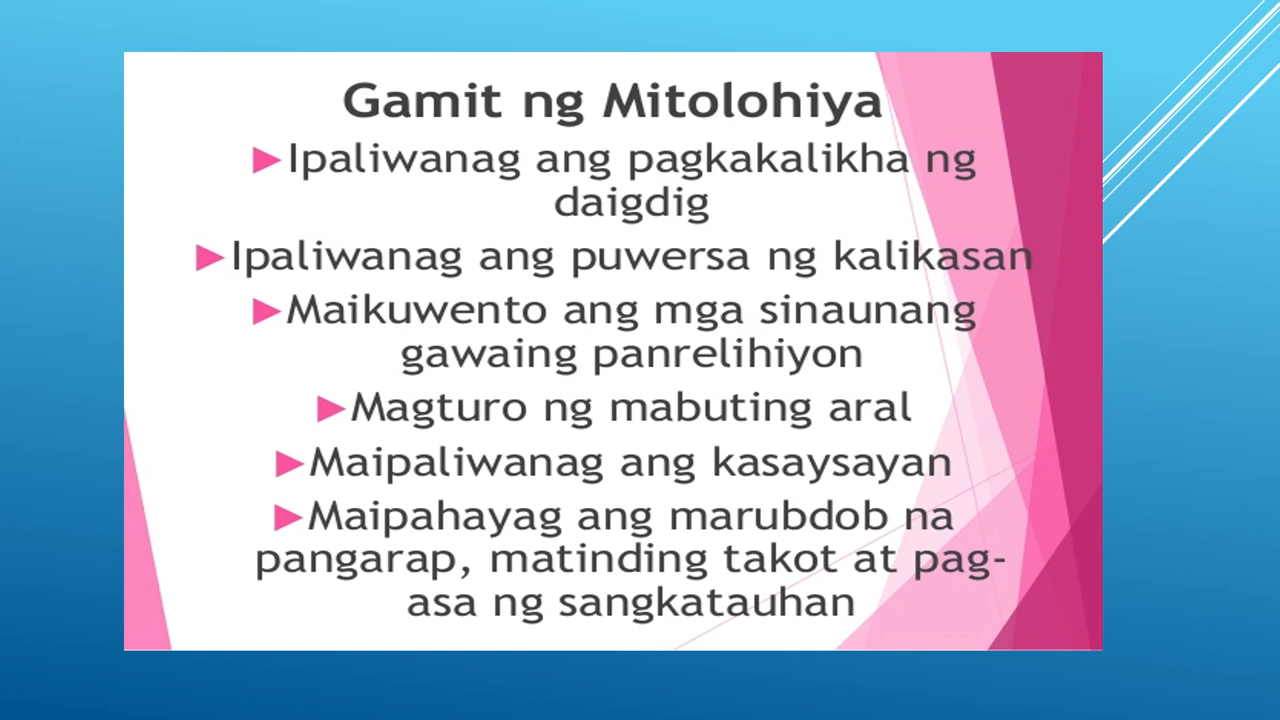 Gamit ng Mitolohiya
►Ipaliwanag ang pagkakalikha ng
daigdig
►Ipaliwanag ang puwersa ng kalikasan
►Maikuwento ang mga sinaunang
gawaing panrelihiyon
►Magturo ng mabuting aral
►Maipaliwanag ang kasaysayan
►Maipahayag ang marubdob na
pangarap, matinding takot at pag-
asa ng sangkatauhan